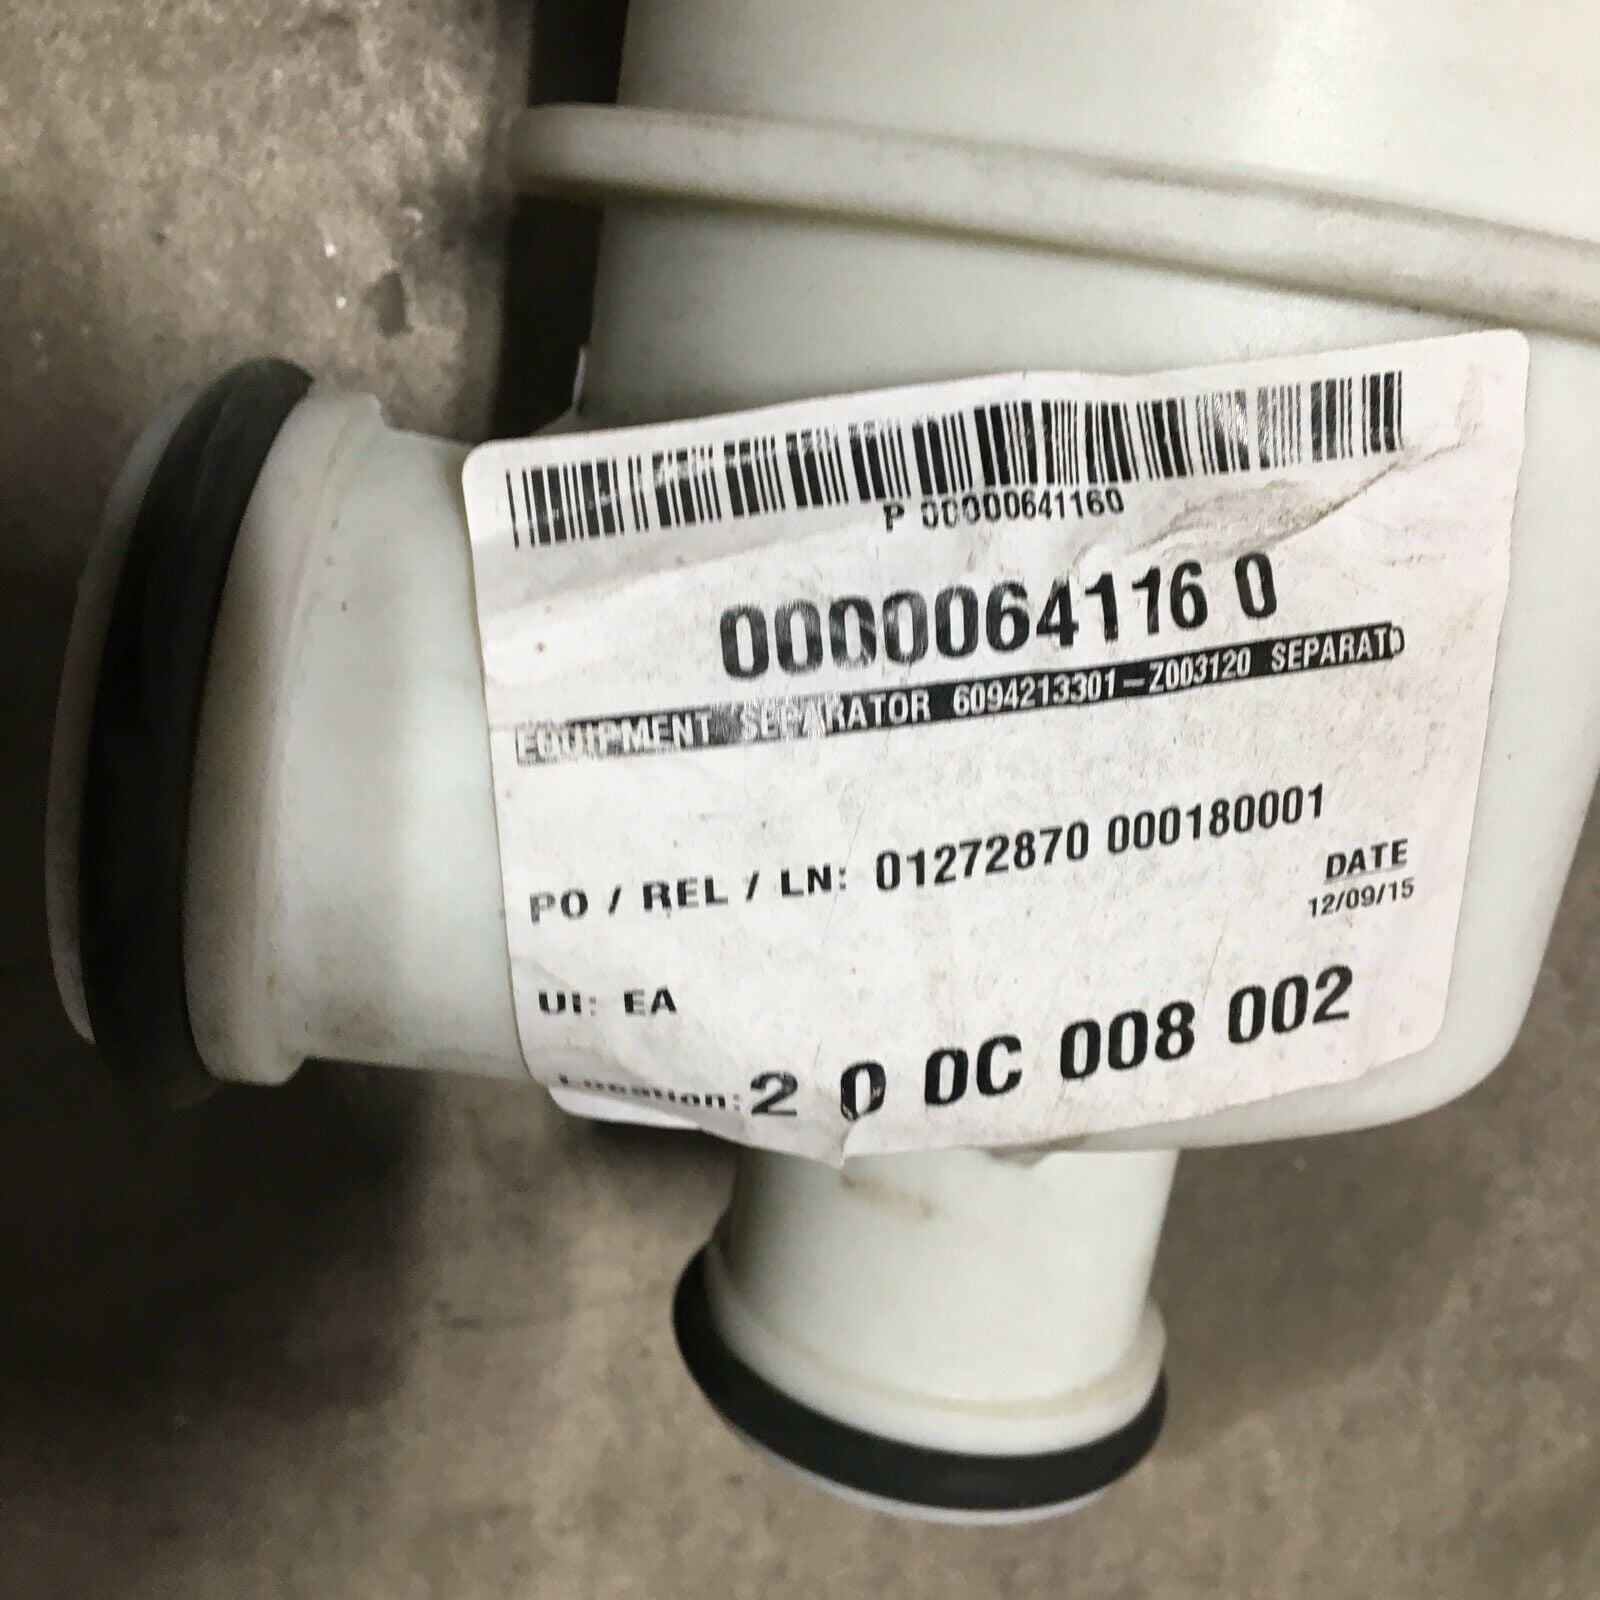 P 00000641160
0000064116 0
EQUIPMENT SEPARATOR 6094213301-Z003120 SEPARATO
PO / REL / LN: 01272870 000180001
DATE
12/09/15
UI: EA
Location: 2 0 0C 008 002